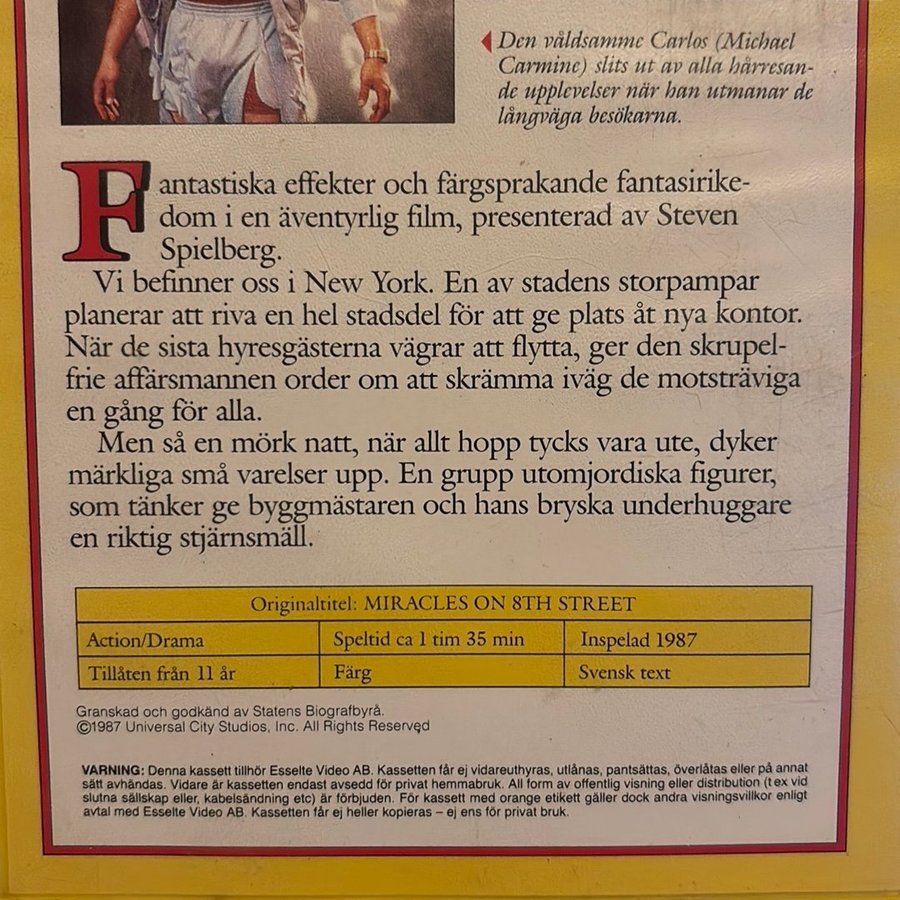 Den våldsamme Carlos (Michael
Carmine) slits ut av alla hårresan-
de upplevelser när han utmanar de
långväga besökarna.
Fantastiska effekter och färgsprakande fantasirike-
dom i en äventyrlig film, presenterad av Steven
Spielberg.
Vi befinner oss i New York. En av stadens storpampar
planerar att riva en hel stadsdel för att ge plats åt nya kontor.
När de sista hyresgästerna vägrar att flytta, ger den skrupel-
frie affärsmannen order om att skrämma iväg de motsträviga
en gång för alla.
Men så en mörk natt, när allt hopp tycks vara ute, dyker
märkliga små varelser upp. En grupp utomjordiska figurer,
som tänker ge byggmästaren och hans bryska underhuggare
en riktig stjärnsmäll.
Originaltitel: MIRACLES ON 8TH STREET
Action/Drama Speltid ca 1 tim 35 min Inspelad 1987
Tillåten från 11 år Färg Svensk text
Granskad och godkänd av Statens Biografbyrå.
©1987 Universal City Studios, Inc. All Rights Reserved
VARNING: Denna kassett tillhör Esselte Video AB. Kassetten får ej vidareuthyras, utlånas, pantsättas, överlåtas eller på annat
sätt avhändas. Vidare är kassetten endast avsedd för privat hemmabruk. All form av offentlig visning eller distribution (t ex vid
slutna sällskap eller, kabelsändning etc) är förbjuden. För kassett med orange etikett gäller dock andra visningsvillkor enligt
avtal med Esselte Video AB. Kassetten får ej heller kopieras – ej ens för privat bruk.